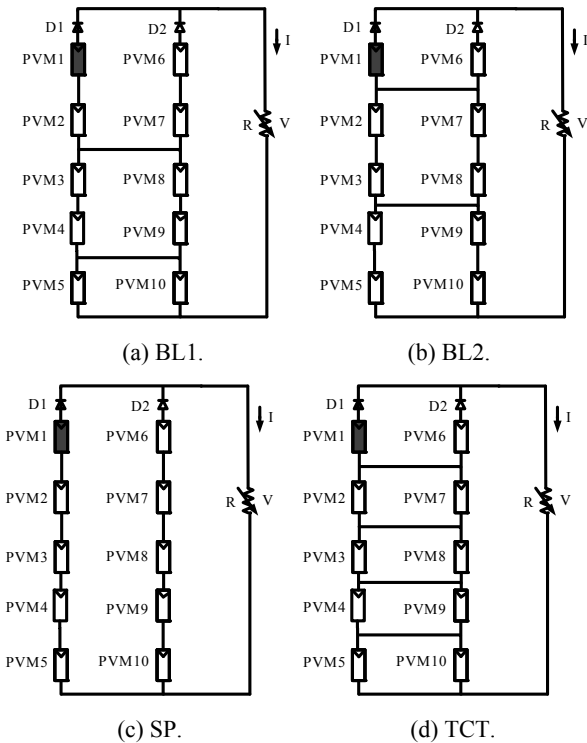 D1
D2
I
PVM1
PVM6
PVM2
PVM7
R
V
PVM3
PVM8
PVM4
PVM9
PVM5
PVM10
(a) BL1.
D1
D2
I
PVM1
PVM6
PVM2
PVM7
R
V
PVM3
PVM8
PVM4
PVM9
PVM5
PVM10
(b) BL2.
D1
D2
I
PVM1
PVM6
PVM2
PVM7
R
V
PVM3
PVM8
PVM4
PVM9
PVM5
PVM10
(c) SP.
D1
D2
I
PVM1
PVM6
PVM2
PVM7
R
V
PVM3
PVM8
PVM4
PVM9
PVM5
PVM10
(d) TCT.